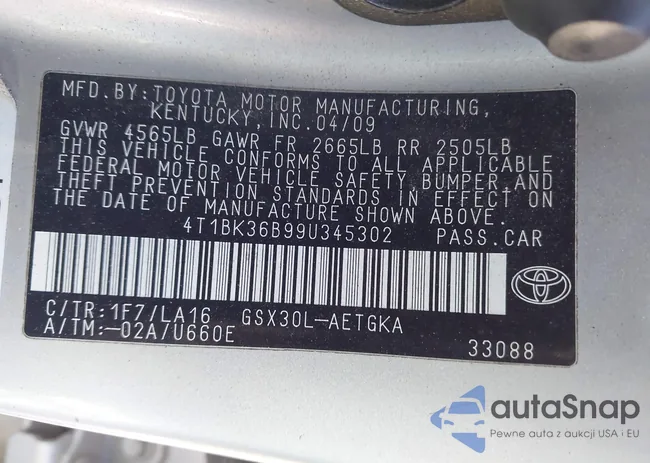 MFD.BY:TOYOTA MOTOR MANUFACTURING,
KENTUCKY,INC.04/09
GVWR 4565LB GAWR FR 2665LB RR 2505LB
THIS VEHICLE CONFORMS TO ALL APPLICABLE
FEDERAL MOTOR VEHICLE SAFETY,BUMPER,AND
THEFT PREVENTION STANDARDS IN EFFECT ON
THE DATE OF MANUFACTURE SHOWN ABOVE.
4T1BK36B99U345302 PASS.CAR
C/TR:1F7/LA16 GSX30L-AETGKA
A/TM:-02A/U660E
33088
autaSnap
Pewne auta z aukcji USA i EU